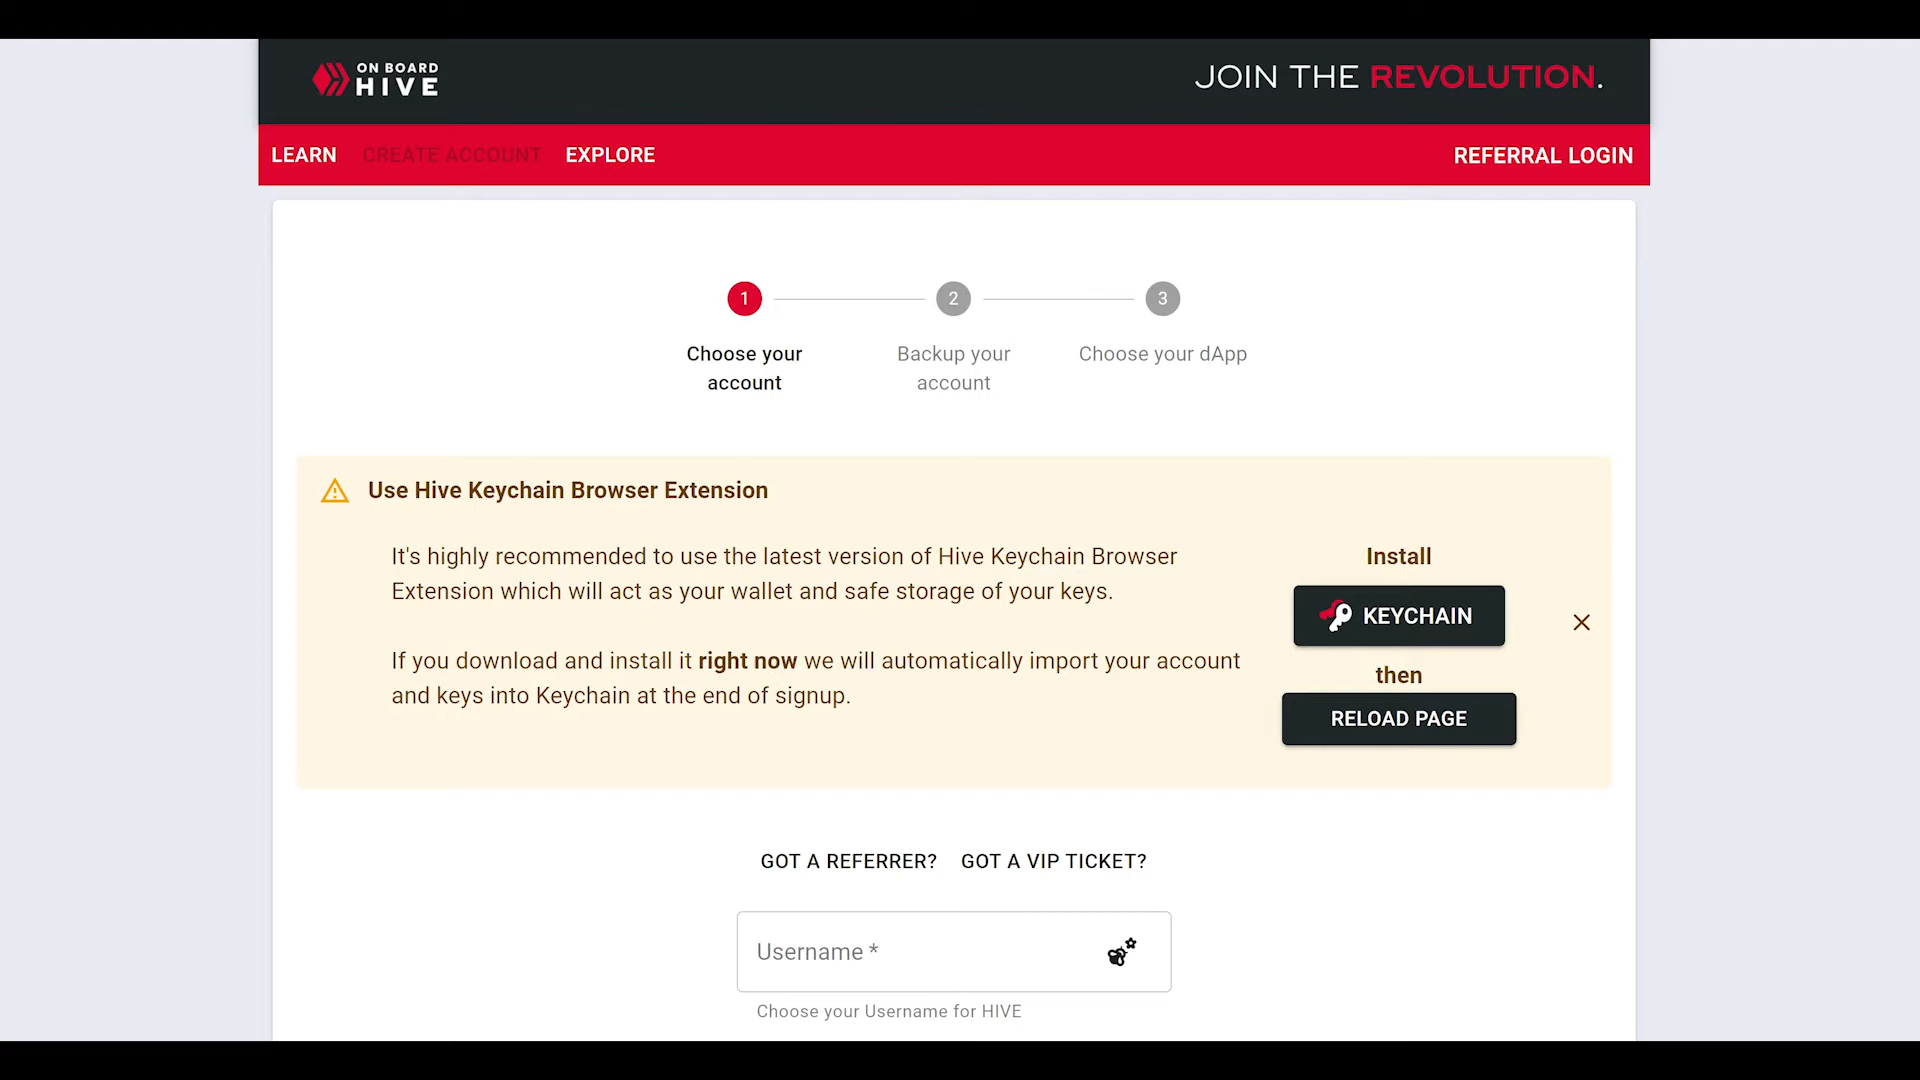 ON BOARD
HIVE
JOIN THE REVOLUTION.
LEARN
CREATE ACCOUNT
EXPLORE
REFERRAL LOGIN
1
2
3
Choose your
account
Backup your
account
Choose your dApp
Use Hive Keychain Browser Extension
It's highly recommended to use the latest version of Hive Keychain Browser
Extension which will act as your wallet and safe storage of your keys.
If you download and install it right now we will automatically import your account
and keys into Keychain at the end of signup.
Install
KEYCHAIN
then
RELOAD PAGE
GOT A REFERRER?
GOT A VIP TICKET?
Username *
Choose your Username for HIVE